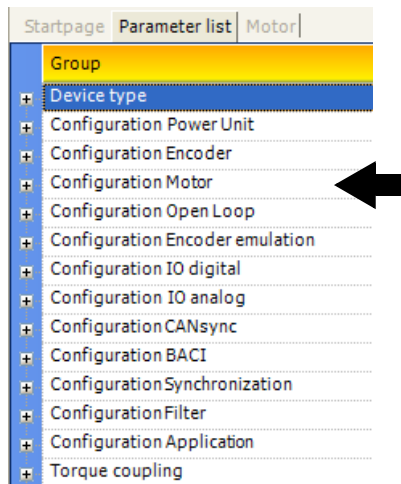 Startpage Parameter list Motor
Group
Device type
Configuration Power Unit
Configuration Encoder
Configuration Motor
Configuration Open Loop
Configuration Encoder emulation
Configuration IO digital
Configuration IO analog
Configuration CANsync
Configuration BACI
Configuration Synchronization
Configuration Filter
Configuration Application
Torque coupling